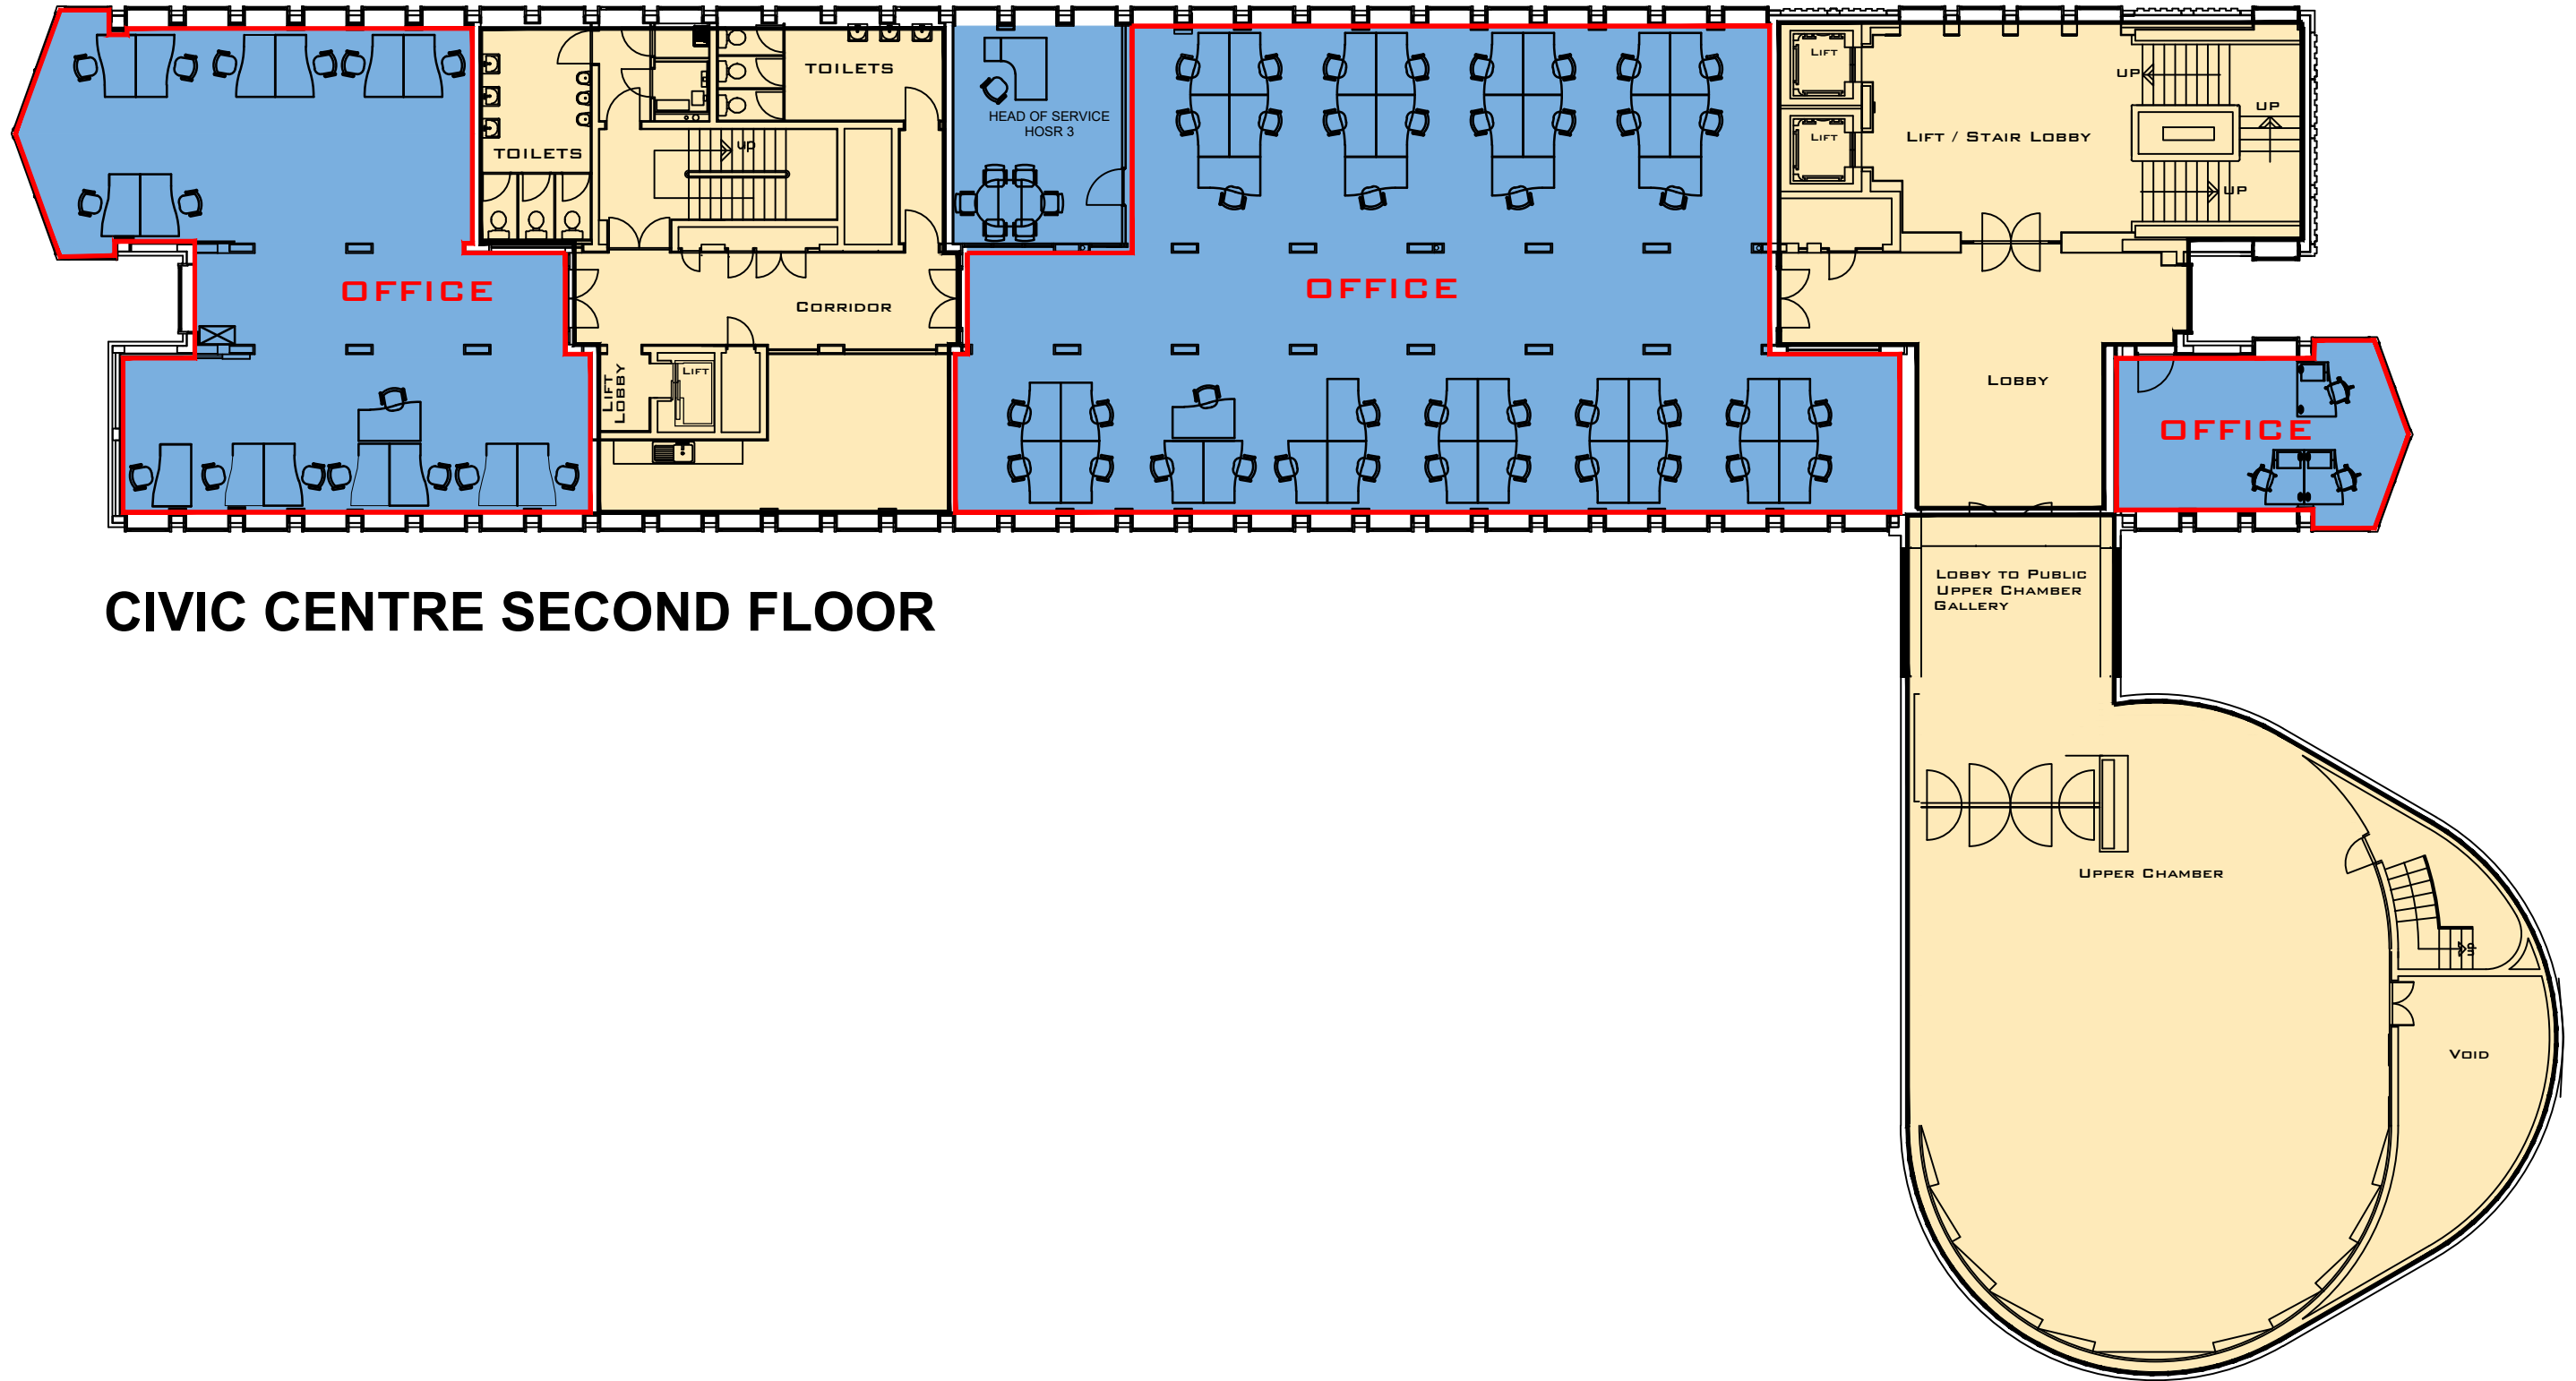 LIFT
TOILETS
UP
HEAD OF SERVICE
HOSR 3
UP
LIFT
LIFT / STAIR LOBBY
TOILETS
up
UP
OFFICE
OFFICE
CORRIDOR
LIFT
LOBBY
LIFT
LOBBY
OFFICE
LOBBY TO PUBLIC
UPPER CHAMBER
GALLERY
CIVIC CENTRE SECOND FLOOR
UPPER CHAMBER
up
VOID